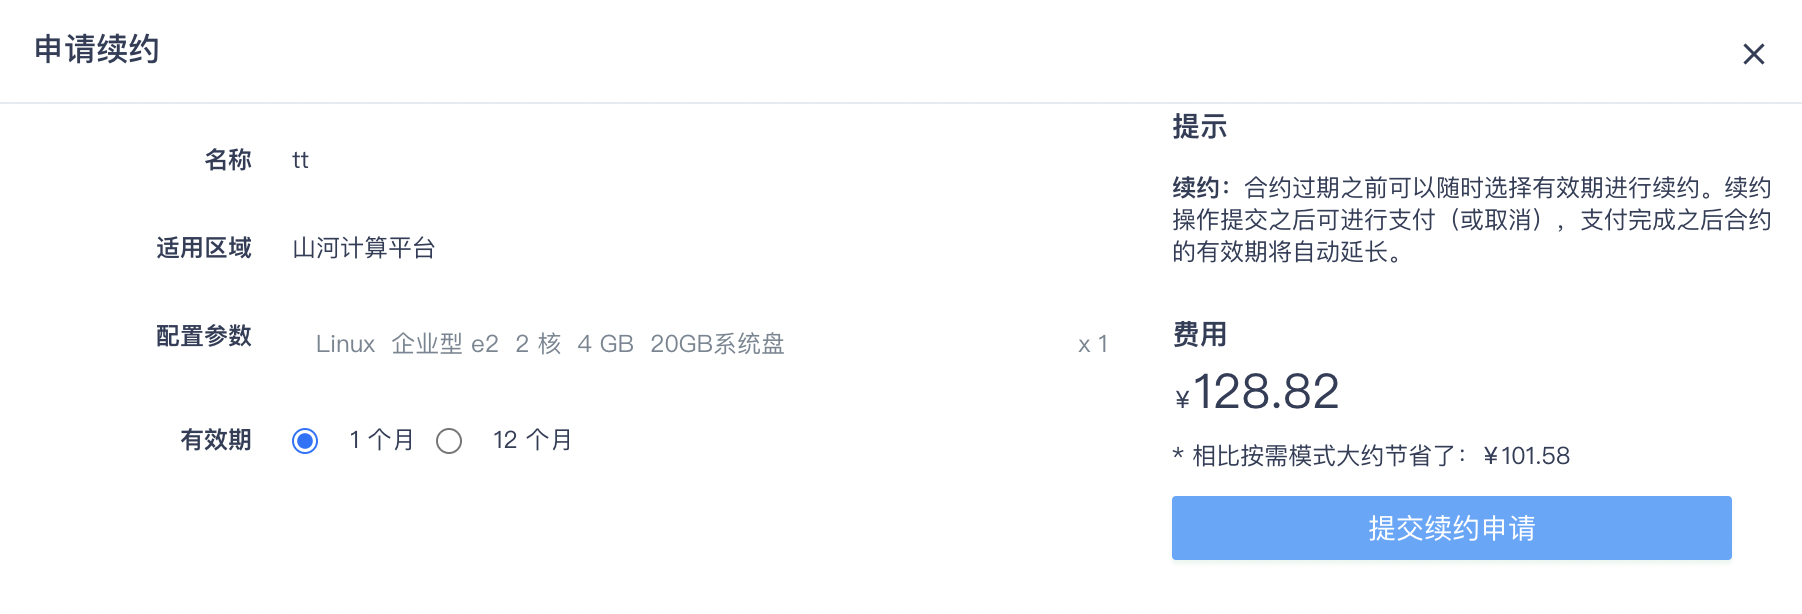 申请续约
名称 tt
适用区域 山河计算平台
配置参数 Linux 企业型 e2 2 核 4 GB 20GB系统盘 x 1
有效期 1 个月 12 个月
提示
续约：合约过期之前可以随时选择有效期进行续约。续约
操作提交之后可进行支付（或取消），支付完成之后合约
的有效期将自动延长。
费用
¥128.82
* 相比按需模式大约节省了：¥101.58
提交续约申请